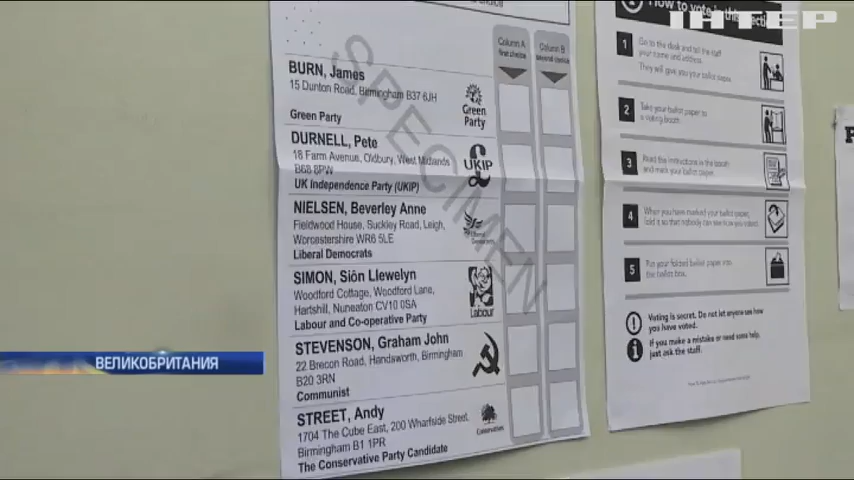 Column A
first choice
Column B
second choice
BURN, James
15 Dunton Road, Birmingham B37 6JH
Green Party
Green
Party
DURNELL, Pete
18 Farm Avenue, Oldbury, West Midlands
B68 8PW
UK Independence Party (UKIP)
UKIP
NIELSEN, Beverley Anne
Fieldwood House, Suckley Road, Leigh,
Worcestershire WR6 5LE
Liberal Democrats
Liberal
Democrats
SIMON, Siôn Llewelyn
Woodford Cottage, Woodford Lane,
Hartshill, Nuneaton CV10 0SA
Labour and Co-operative Party
Labour
STEVENSON, Graham John
22 Brecon Road, Handsworth, Birmingham
B20 3RN
Communist
STREET, Andy
1704 The Cube East, 200 Wharfside Street,
Birmingham B1 1PR
The Conservative Party Candidate
Conservatives
SPECIMEN
How to vote in this election
1 Go to the desk and tell the staff
your name and address.
They will give you your ballot paper.
2 Take your ballot paper to
a voting booth.
3 Read the instructions in the booth
and mark your ballot paper.
4 When you have marked your ballot paper,
fold it so that nobody can see how you voted.
5 Put your folded ballot paper into
the ballot box.
Voting is secret. Do not let anyone see how
you have voted.
If you make a mistake or need some help,
just ask the staff.
ІНТЕР
ВЕЛИКОБРИТАНИЯ